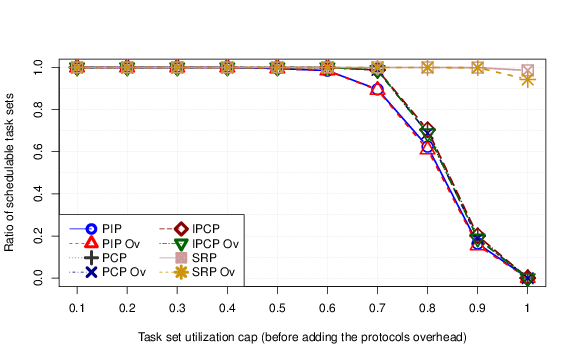 Ratio of schedulable task sets
1.0
0.8
0.6
0.4
0.2
0.0
PIP
PIP Ov
PCP
PCP Ov
IPCP
IPCP Ov
SRP
SRP Ov
0.1 0.2 0.3 0.4 0.5 0.6 0.7 0.8 0.9 1
Task set utilization cap (before adding the protocols overhead)